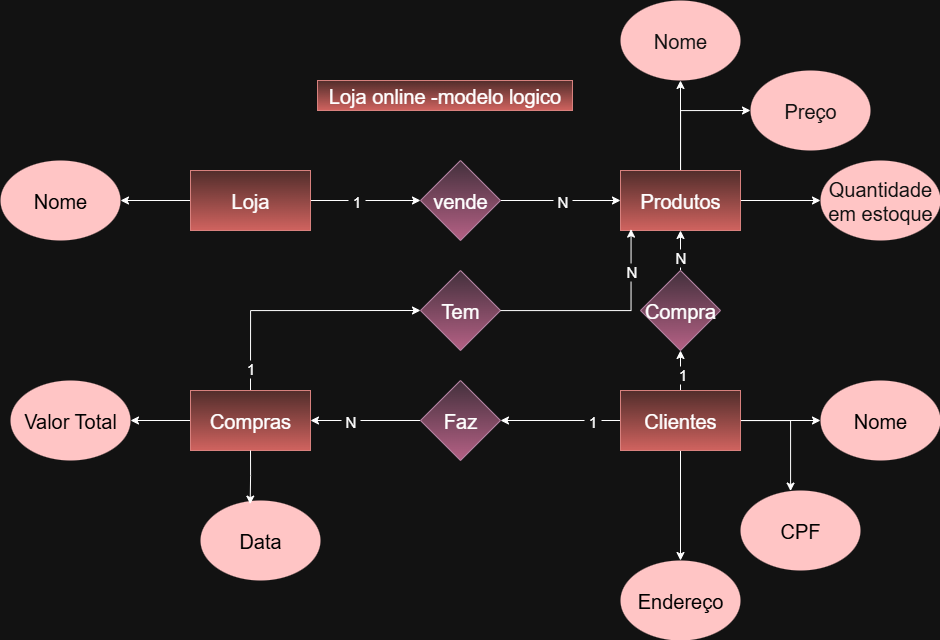 Nome
Loja online -modelo logico
Preço
Nome
Loja
1
vende
N
Produtos
Quantidade
em estoque
N
N
Tem
Compra
1
1
Valor Total
Compras
N
Faz
1
Clientes
Nome
Data
CPF
Endereço